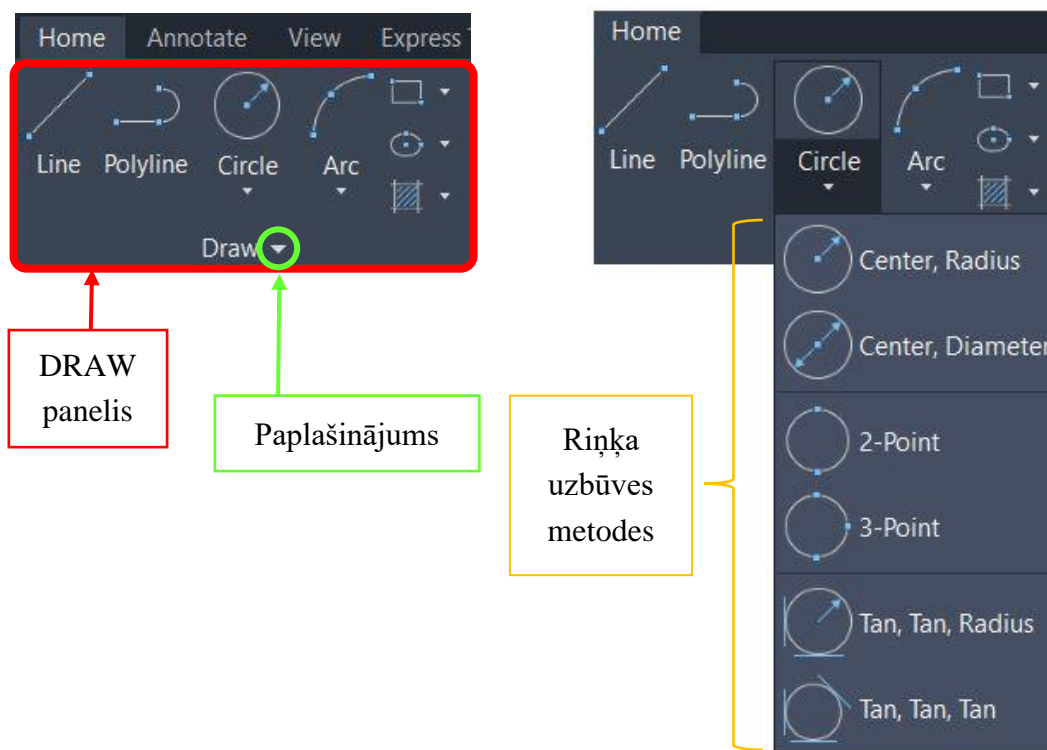 Home Annotate View Express
Line Polyline Circle Arc
Draw
DRAW
panelis
Paplašinājums
Home
Line Polyline Circle Arc
Center, Radius
Center, Diameter
2-Point
3-Point
Tan, Tan, Radius
Tan, Tan, Tan
Riņķa
uzbūves
metodes